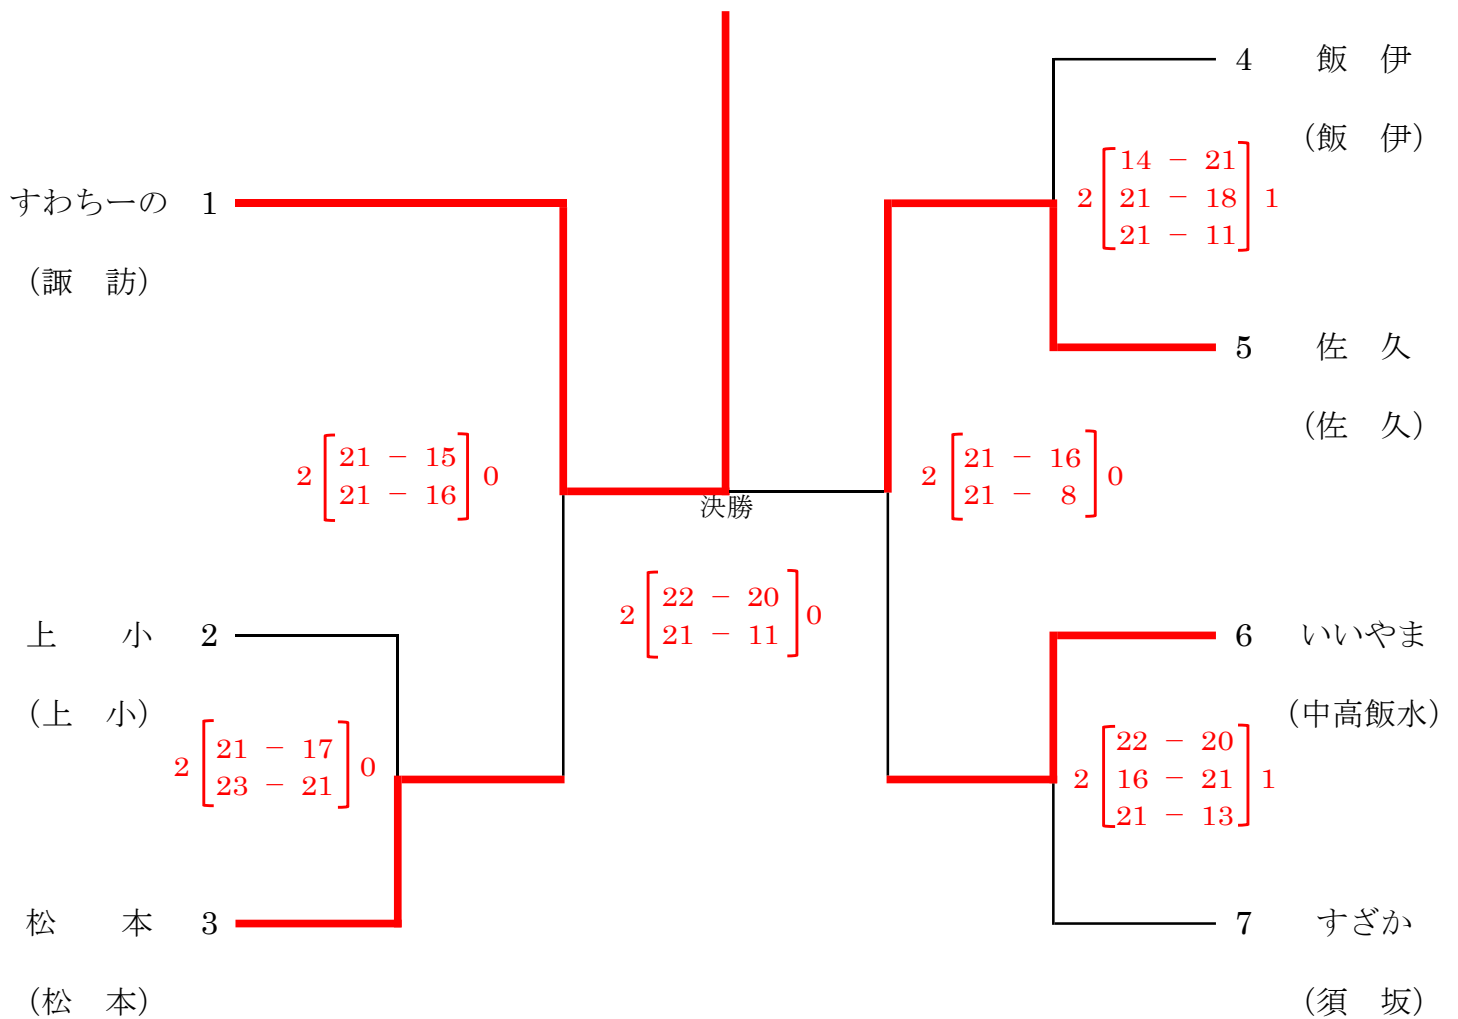 すわちーの 1
（諏　訪）
2 21 － 15 0
21 － 16
上　　小 2
（上　小）
2 21 － 17 0
23 － 21
松　　本 3
（松　本）
決勝
2 22 － 20 0
21 － 11
4 飯　伊
（飯　伊）
14 － 21
2 21 － 18 1
21 － 11
5 佐　久
（佐　久）
2 21 － 16 0
21 － 8
6 いいやま
（中高飯水）
22 － 20
2 16 － 21 1
21 － 13
7 すざか
（須　坂）